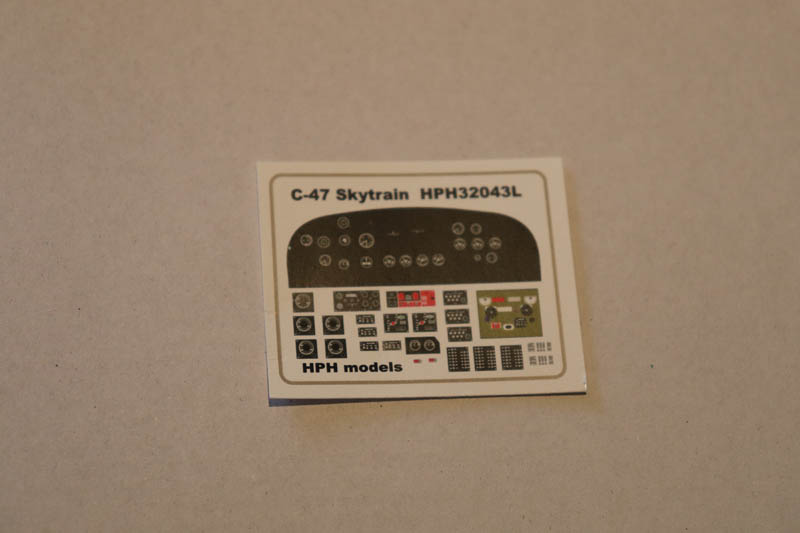 C-47 Skytrain HPH32043L
HPH models